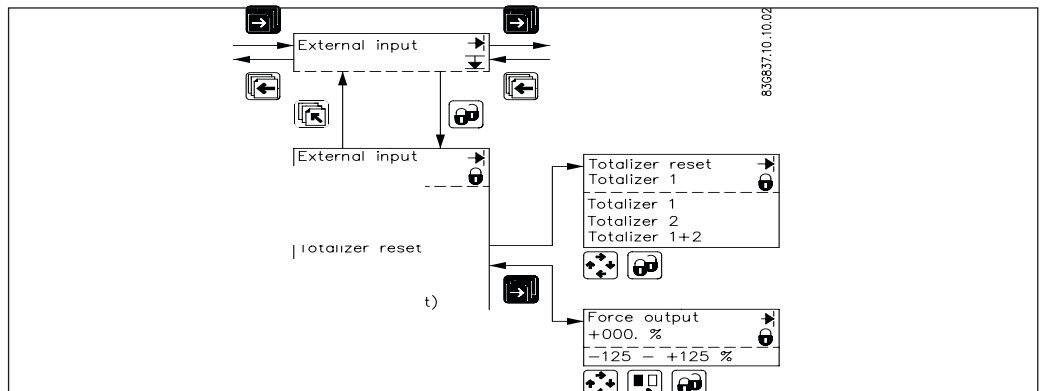 83G837.10.10.02
External input
External input
Totalizer reset
t)
Totalizer reset
Totalizer 1
Totalizer 1
Totalizer 2
Totalizer 1+2
Force output
+000. %
−125 − +125 %